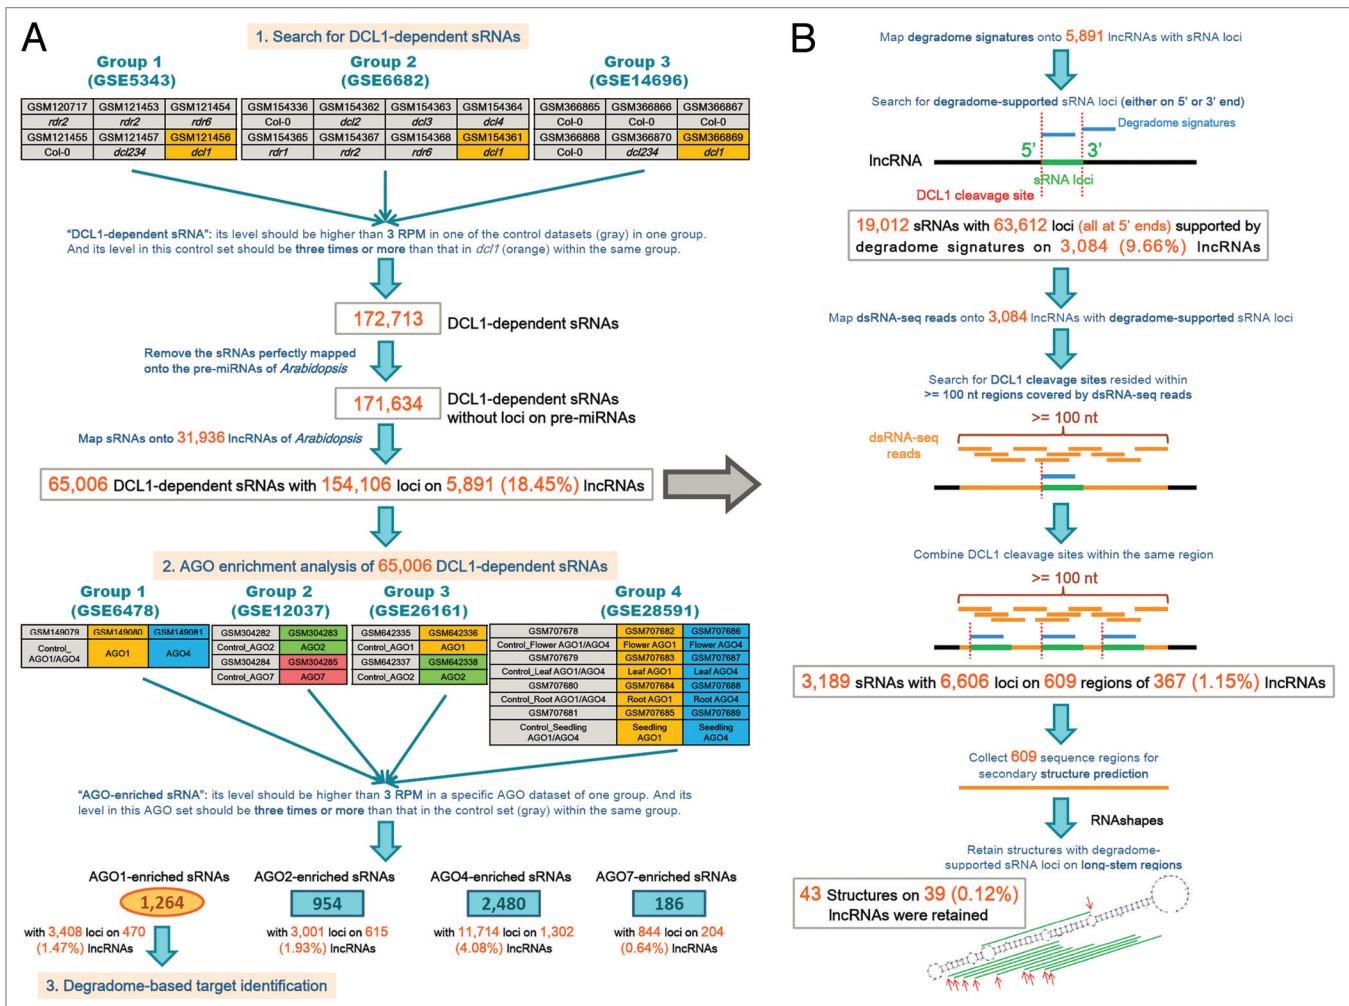 A
1. Search for DCL1-dependent sRNAs
Group 1
(GSE5343)
Group 2
(GSE6682)
Group 3
(GSE14696)
GSM120717 GSM121453 GSM121454
rdr2 rdr2 rdr6
GSM121455 GSM121457 GSM121456
Col-0 dcl234 dcl1
GSM154336 GSM154362 GSM154363 GSM154364
Col-0 dcl2 dcl3 dcl4
GSM154365 GSM154367 GSM154368 GSM154361
rdr1 rdr2 rdr6 dcl1
GSM366865 GSM366866 GSM366867
Col-0 Col-0 Col-0
GSM366868 GSM366870 GSM366869
Col-0 dcl234 dcl1
"DCL1-dependent sRNA": its level should be higher than 3 RPM in one of the control datasets (gray) in one group.
And its level in this control set should be three times or more than that in dcl1 (orange) within the same group.
172,713 DCL1-dependent sRNAs
Remove the sRNAs perfectly mapped
onto the pre-miRNAs of Arabidopsis
171,634 DCL1-dependent sRNAs
without loci on pre-miRNAs
Map sRNAs onto 31,936 lncRNAs of Arabidopsis
65,006 DCL1-dependent sRNAs with 154,106 loci on 5,891 (18.45%) lncRNAs
2. AGO enrichment analysis of 65,006 DCL1-dependent sRNAs
Group 1
(GSE6478)
Group 2
(GSE12037)
Group 3
(GSE26161)
Group 4
(GSE28591)
GSM149079 GSM149080 GSM149081
Control_
AGO1/AGO4
AGO1 AGO4
GSM304282 GSM304283
Control_AGO2 AGO2
GSM304284 GSM304285
Control_AGO7 AGO7
GSM642335 GSM642336
Control_AGO1 AGO1
GSM642337 GSM642338
Control_AGO2 AGO2
GSM707678 GSM707682 GSM707686
Control_Flower AGO1/AGO4 Flower AGO1 Flower AGO4
GSM707679 GSM707683 GSM707687
Control_Leaf AGO1/AGO4 Leaf AGO1 Leaf AGO4
GSM707680 GSM707684 GSM707688
Control_Root AGO1/AGO4 Root AGO1 Root AGO4
GSM707681 GSM707685 GSM707689
Control_Seedling Seedling Seedling
AGO1/AGO4 AGO1 AGO4
"AGO-enriched sRNA": its level should be higher than 3 RPM in a specific AGO dataset of one group. And its
level in this AGO set should be three times or more than that in the control set (gray) within the same group.
AGO1-enriched sRNAs
1,264
with 3,408 loci on 470
(1.47%) lncRNAs
AGO2-enriched sRNAs
954
with 3,001 loci on 615
(1.93%) lncRNAs
AGO4-enriched sRNAs
2,480
with 11,714 loci on 1,302
(4.08%) lncRNAs
AGO7-enriched sRNAs
186
with 844 loci on 204
(0.64%) lncRNAs
3. Degradome-based target identification
B
Map degradome signatures onto 5,891 lncRNAs with sRNA loci
Search for degradome-supported sRNA loci (either on 5' or 3' end)
Degradome signatures
5' 3'
lncRNA
sRNA loci
DCL1 cleavage site
19,012 sRNAs with 63,612 loci (all at 5' ends) supported by
degradome signatures on 3,084 (9.66%) lncRNAs
Map dsRNA-seq reads onto 3,084 lncRNAs with degradome-supported sRNA loci
Search for DCL1 cleavage sites resided within
>= 100 nt regions covered by dsRNA-seq reads
>= 100 nt
dsRNA-seq
reads
Combine DCL1 cleavage sites within the same region
>= 100 nt
3,189 sRNAs with 6,606 loci on 609 regions of 367 (1.15%) lncRNAs
Collect 609 sequence regions for
secondary structure prediction
RNAshapes
Retain structures with degradome-
supported sRNA loci on long-stem regions
43 Structures on 39 (0.12%)
lncRNAs were retained